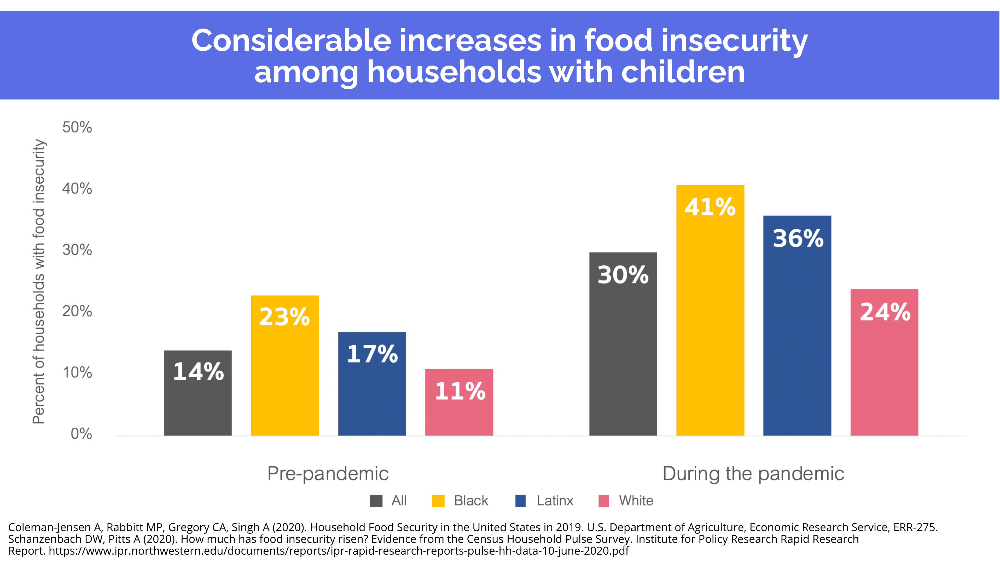 Considerable increases in food insecurity
among households with children
Percent of households with food insecurity
50%
40%
30%
20%
10%
0%
14%
23%
17%
11%
30%
41%
36%
24%
Pre-pandemic
During the pandemic
All
Black
Latinx
White
Coleman-Jensen A, Rabbitt MP, Gregory CA, Singh A (2020). Household Food Security in the United States in 2019. U.S. Department of Agriculture, Economic Research Service, ERR-275.
Schanzenbach DW, Pitts A (2020). How much has food insecurity risen? Evidence from the Census Household Pulse Survey. Institute for Policy Research Rapid Research
Report. https://www.ipr.northwestern.edu/documents/reports/ipr-rapid-research-reports-pulse-hh-data-10-june-2020.pdf